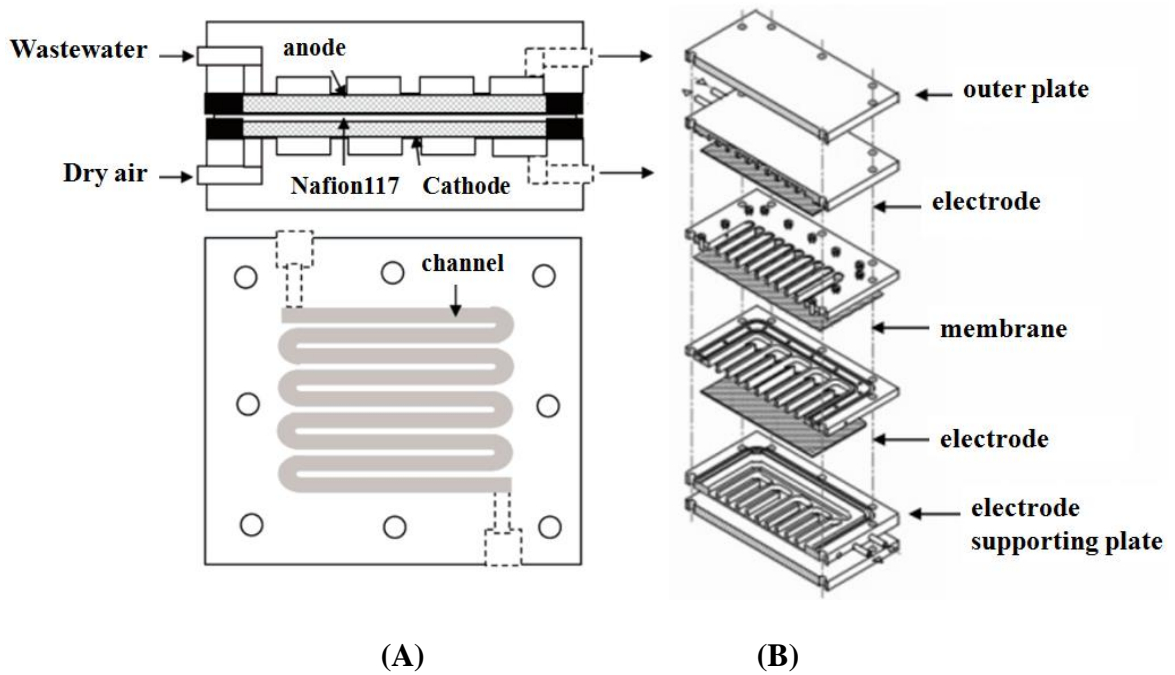 Wastewater
anode
Dry air
Nafion117
Cathode
channel
outer plate
electrode
membrane
electrode
electrode
supporting plate
(A)
(B)